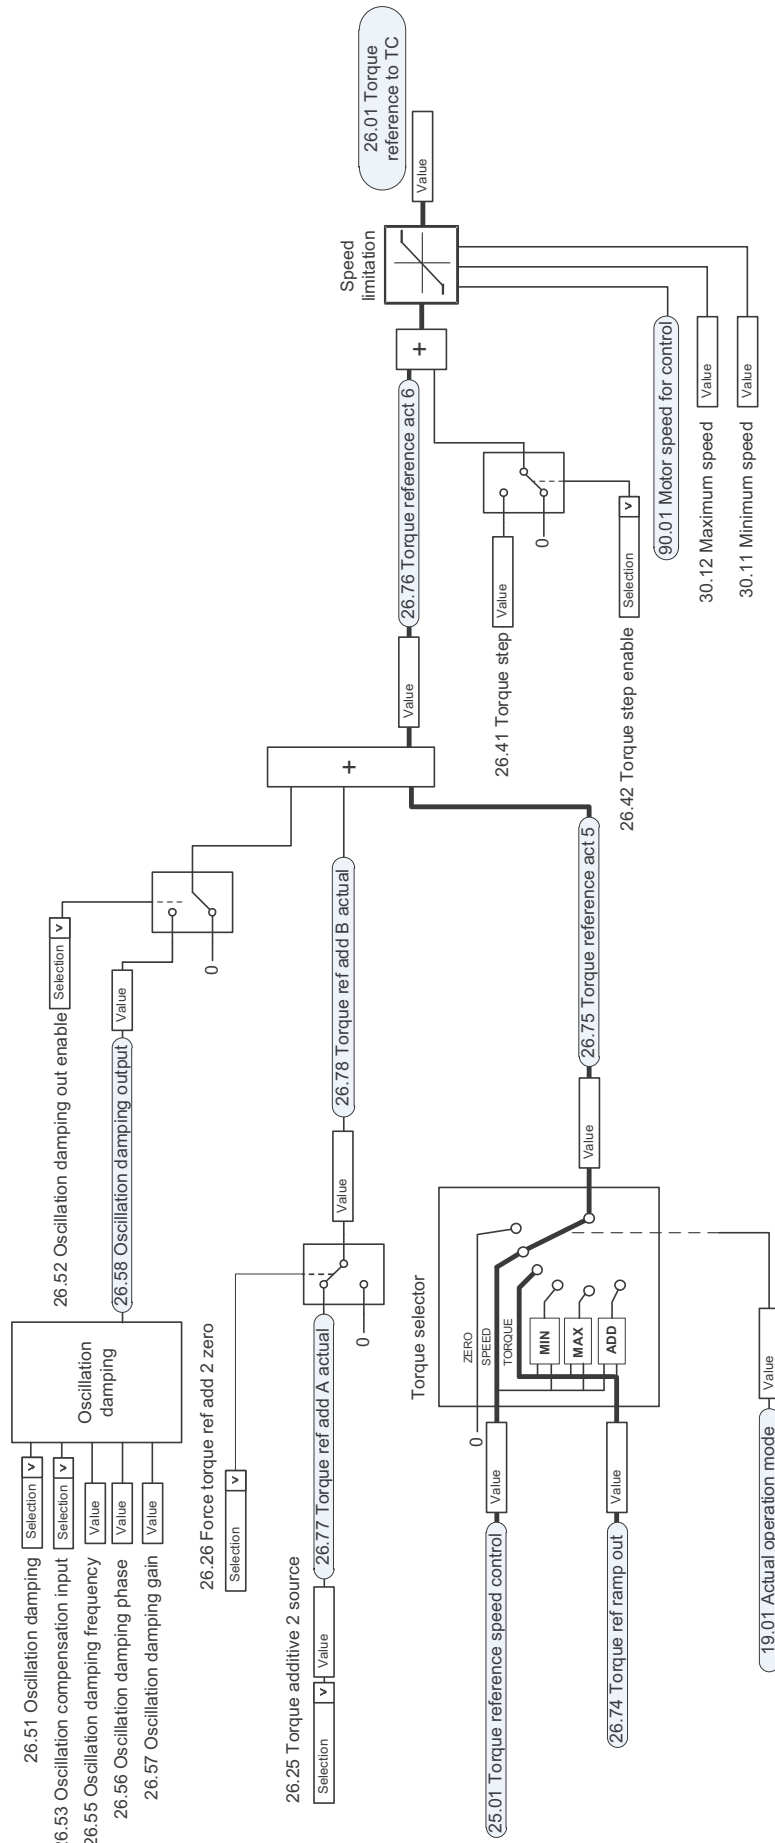 26.51 Oscillation damping
Selection
v
26.53 Oscillation compensation input
Selection
v
26.55 Oscillation damping frequency
Value
26.56 Oscillation damping phase
Value
26.57 Oscillation damping gain
Value
Oscillation
damping
26.58 Oscillation damping output
Value
26.52 Oscillation damping out enable
Selection
v
0
26.26 Force torque ref add 2 zero
Selection
v
26.25 Torque additive 2 source
Selection
v
Value
26.77 Torque ref add A actual
0
Value
26.78 Torque ref add B actual
+
Torque selector
25.01 Torque reference speed control
Value
0
ZERO
SPEED
TORQUE
MIN
MAX
ADD
26.74 Torque ref ramp out
Value
19.01 Actual operation mode
Value
Value
26.75 Torque reference act 5
Value
26.76 Torque reference act 6
26.41 Torque step
Value
0
26.42 Torque step enable
Selection
v
+
Speed
limitation
90.01 Motor speed for control
30.12 Maximum speed
Value
30.11 Minimum speed
Value
Value
26.01 Torque
reference to TC